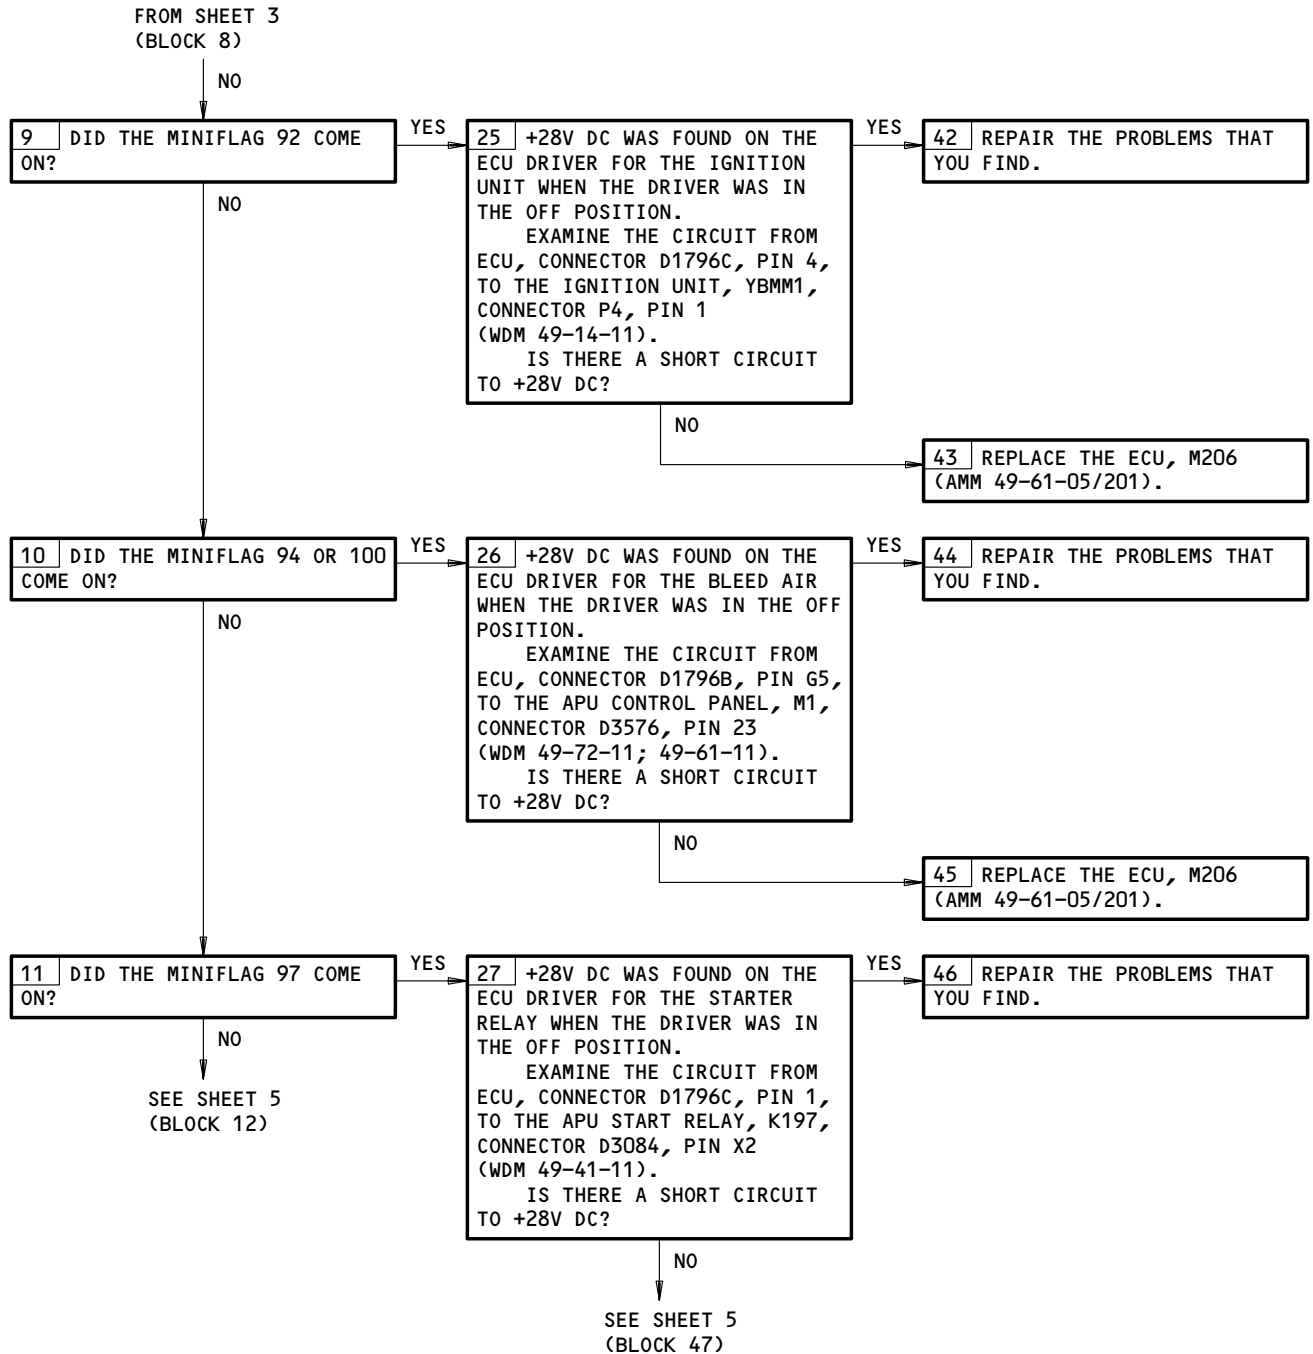 FROM SHEET 3
(BLOCK 8)
NO
9 DID THE MINIFLAG 92 COME
ON?
YES
25 +28V DC WAS FOUND ON THE
ECU DRIVER FOR THE IGNITION
UNIT WHEN THE DRIVER WAS IN
THE OFF POSITION.
EXAMINE THE CIRCUIT FROM
ECU, CONNECTOR D1796C, PIN 4,
TO THE IGNITION UNIT, YBMM1,
CONNECTOR P4, PIN 1
(WDM 49-14-11).
IS THERE A SHORT CIRCUIT
TO +28V DC?
YES
42 REPAIR THE PROBLEMS THAT
YOU FIND.
NO
NO
43 REPLACE THE ECU, M206
(AMM 49-61-05/201).
10 DID THE MINIFLAG 94 OR 100
COME ON?
YES
26 +28V DC WAS FOUND ON THE
ECU DRIVER FOR THE BLEED AIR
WHEN THE DRIVER WAS IN THE OFF
POSITION.
EXAMINE THE CIRCUIT FROM
ECU, CONNECTOR D1796B, PIN G5,
TO THE APU CONTROL PANEL, M1,
CONNECTOR D3576, PIN 23
(WDM 49-72-11; 49-61-11).
IS THERE A SHORT CIRCUIT
TO +28V DC?
YES
44 REPAIR THE PROBLEMS THAT
YOU FIND.
NO
NO
45 REPLACE THE ECU, M206
(AMM 49-61-05/201).
11 DID THE MINIFLAG 97 COME
ON?
YES
27 +28V DC WAS FOUND ON THE
ECU DRIVER FOR THE STARTER
RELAY WHEN THE DRIVER WAS IN
THE OFF POSITION.
EXAMINE THE CIRCUIT FROM
ECU, CONNECTOR D1796C, PIN 1,
TO THE APU START RELAY, K197,
CONNECTOR D3084, PIN X2
(WDM 49-41-11).
IS THERE A SHORT CIRCUIT
TO +28V DC?
YES
46 REPAIR THE PROBLEMS THAT
YOU FIND.
NO
SEE SHEET 5
(BLOCK 12)
NO
SEE SHEET 5
(BLOCK 47)